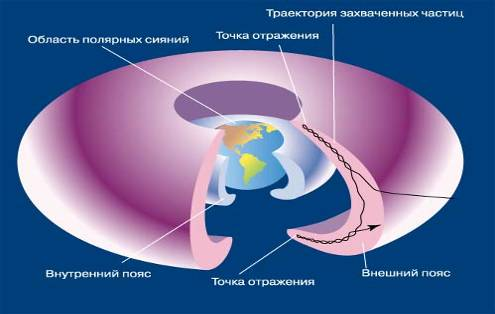 Траектория захваченных частиц
Область полярных сияний
Точка отражения
Внутренний пояс
Точка отражения
Внешний пояс